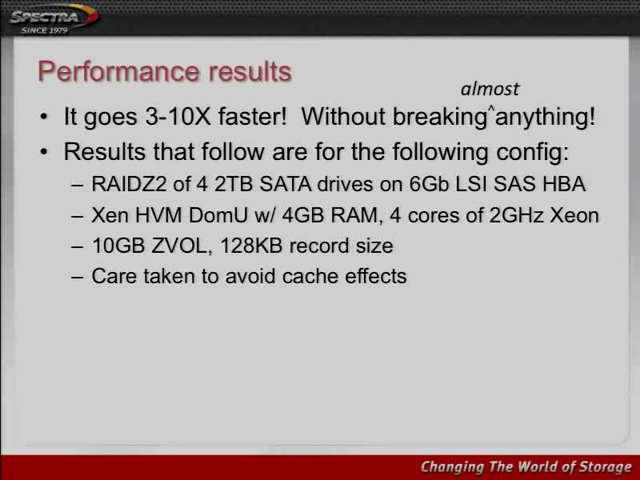 SPECTRA
SINCE 1979
Performance results
almost
• It goes 3-10X faster! Without breaking^anything!
• Results that follow are for the following config:
– RAIDZ2 of 4 2TB SATA drives on 6Gb LSI SAS HBA
– Xen HVM DomU w/ 4GB RAM, 4 cores of 2GHz Xeon
– 10GB ZVOL, 128KB record size
– Care taken to avoid cache effects
Changing The World of Storage